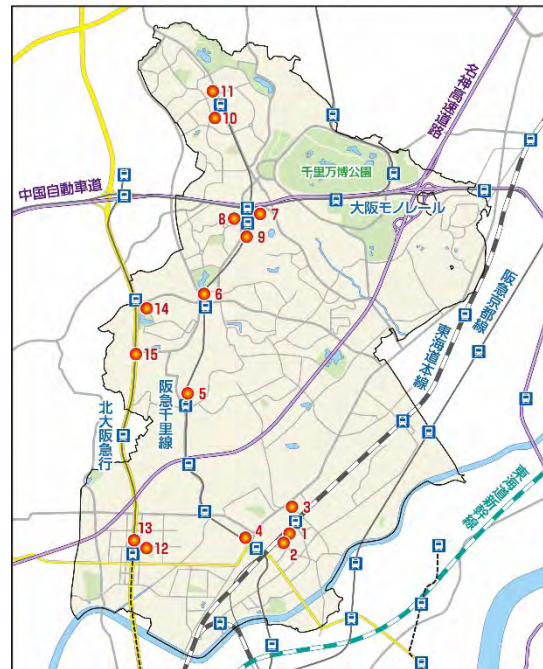 名神高速道路
11
10
千里万博公園
中国自動車道
8
7
大阪モノレール
9
阪急京都線
6
14
東海道本線
15
阪急千里線
5
北大阪急行
東海道新幹線
3
13
4
1
12
2